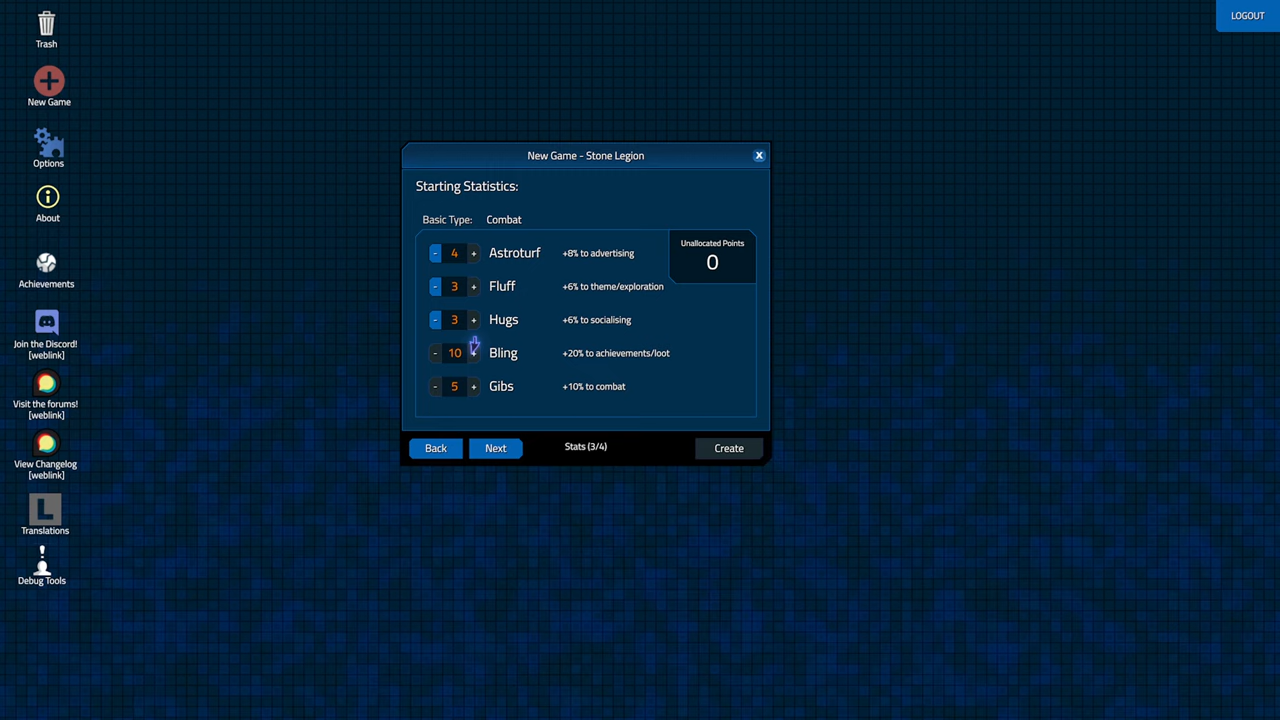 LOGOUT
Trash
New Game
Options
About
Achievements
Join the Discord!
[weblink]
Visit the forums!
[weblink]
View Changelog
[weblink]
L
Translations
Debug Tools
New Game - Stone Legion
X
Starting Statistics:
Basic Type: Combat
Unallocated Points
0
- 4 + Astroturf +8% to advertising
- 3 + Fluff +6% to theme/exploration
- 3 + Hugs +6% to socialising
- 10 + Bling +20% to achievements/loot
- 5 + Gibs +10% to combat
Back Next Stats (3/4) Create